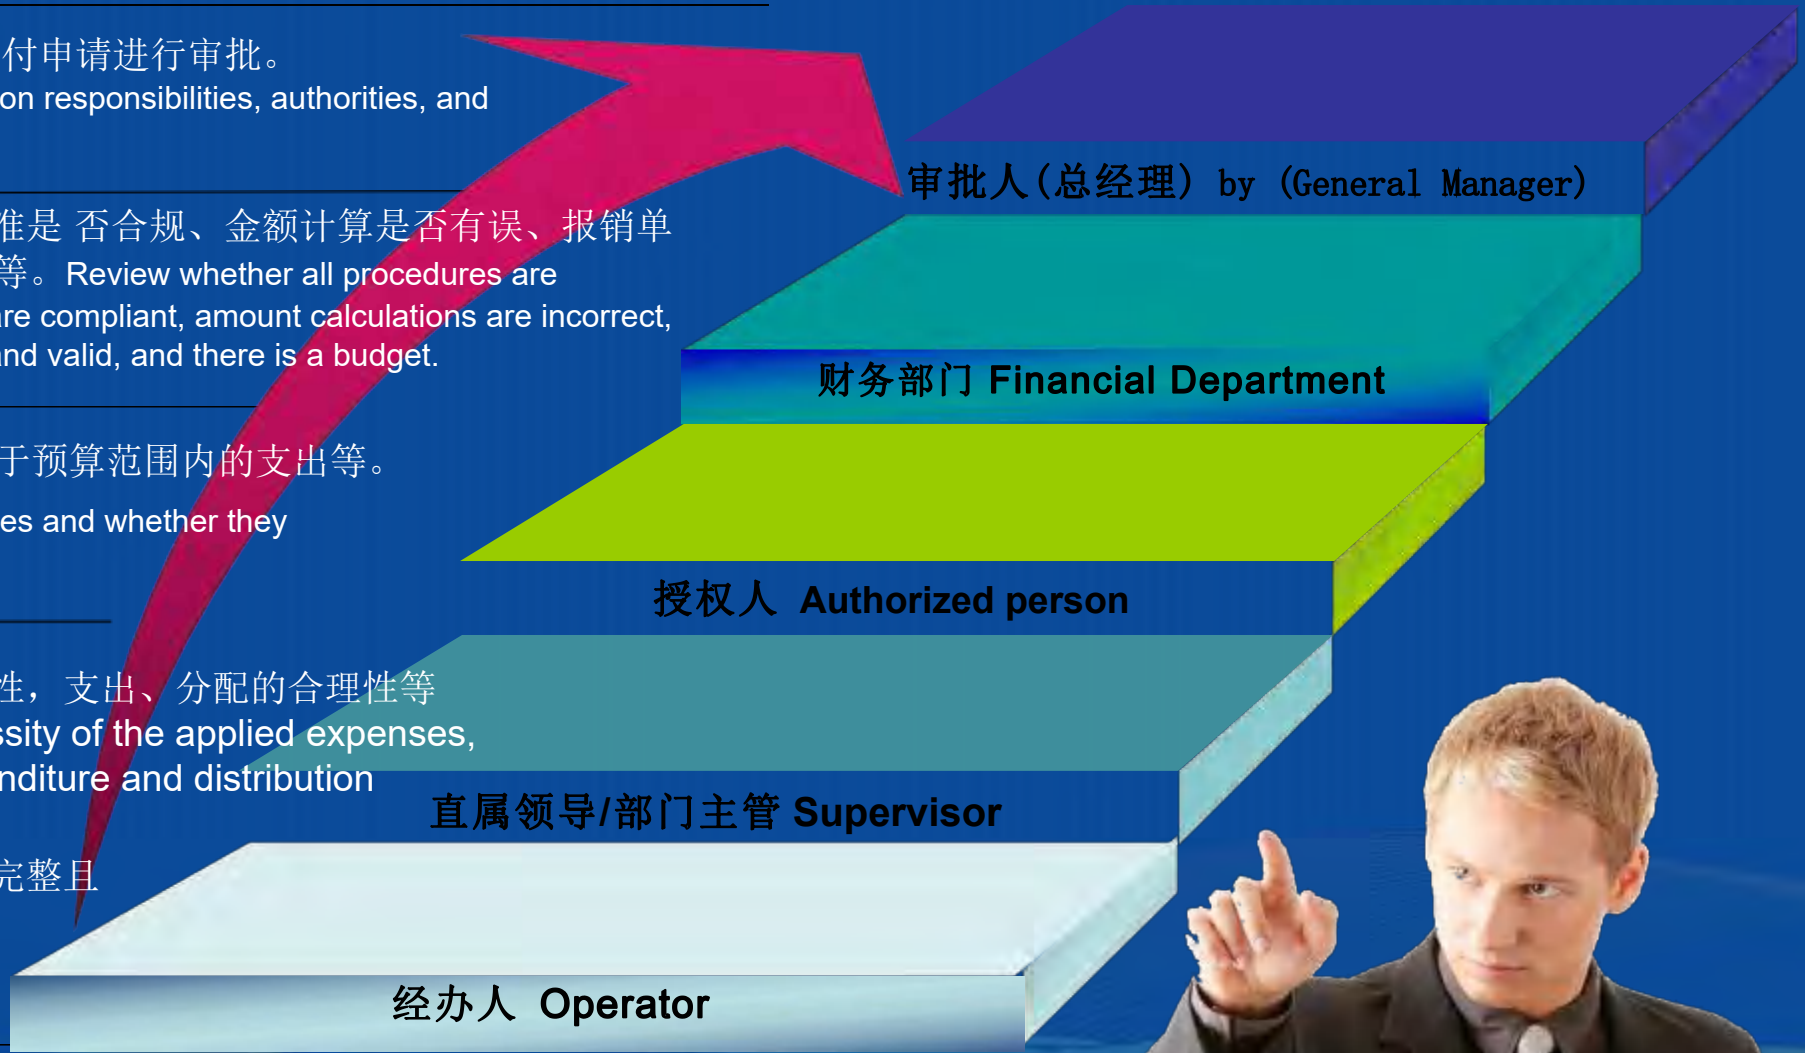 付申请进行审批。
on responsibilities, authorities, and
审批人(总经理) by (General Manager)
准是 否合规、金额计算是否有误、报销单
等。Review whether all procedures are
are compliant, amount calculations are incorrect,
and valid, and there is a budget.
财务部门 Financial Department
于预算范围内的支出等。
es and whether they
授权人 Authorized person
性，支出、分配的合理性等
ssity of the applied expenses,
nditure and distribution
直属领导/部门主管 Supervisor
完整且
经办人 Operator